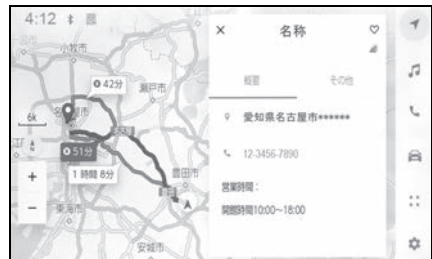 4:12
小牧市
42分
瀬戸市
6k
51分
1 時間 8分
豊田市
東海市
安城市
名称
概要
その他
愛知県名古屋市******
12-3456-7890
営業時間：
開館時間10:00〜18:00